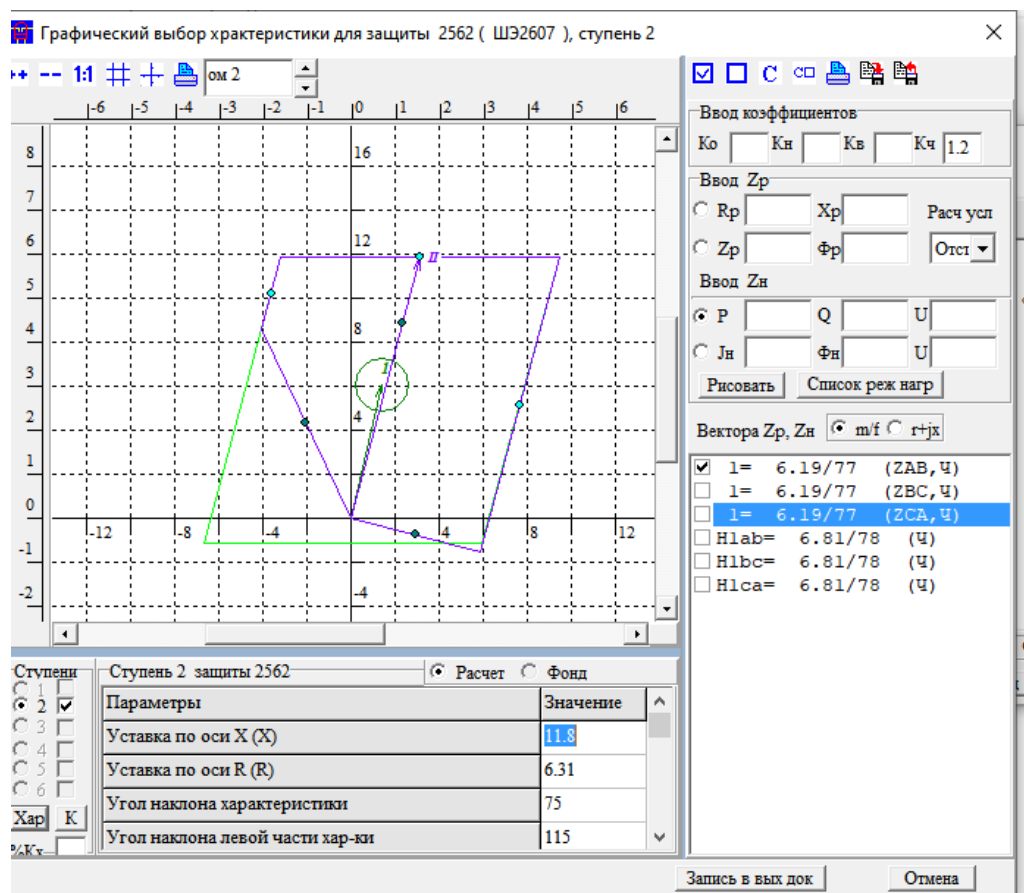 Графический выбор храктеристики для защиты 2562 ( ШЭ2607 ), ступень 2
++ -- 1:1 ом 2
-6 -5 -4 -3 -2 -1 0 1 2 3 4 5 6
8 16
7
6 12
II
5
4 8
3 1
2 4
1
0
-12 -8 -4 4 8 12
-1
-2 -4
С
Ввод коэффициентов
Ко Кн Кв Кч 1.2
Ввод Zp
Rp Xp Расч усл
Zp Фр Отст
Ввод Zн
P Q U
Jн Фн U
Рисовать Список реж нагр
Вектора Zp, Zн m/f r+jx
1= 6.19/77 (ZAB,Ч)
1= 6.19/77 (ZBC,Ч)
1= 6.19/77 (ZCA,Ч)
H1ab= 6.81/78 (Ч)
H1bc= 6.81/78 (Ч)
H1ca= 6.81/78 (Ч)
Ступени
1
2
3
4
5
6
Хар К
%Кх
Ступень 2 защиты 2562 Расчет Фонд
Параметры Значение
Уставка по оси X (X) 11.8
Уставка по оси R (R) 6.31
Угол наклона характеристики 75
Угол наклона левой части хар-ки 115
Запись в вых док Отмена